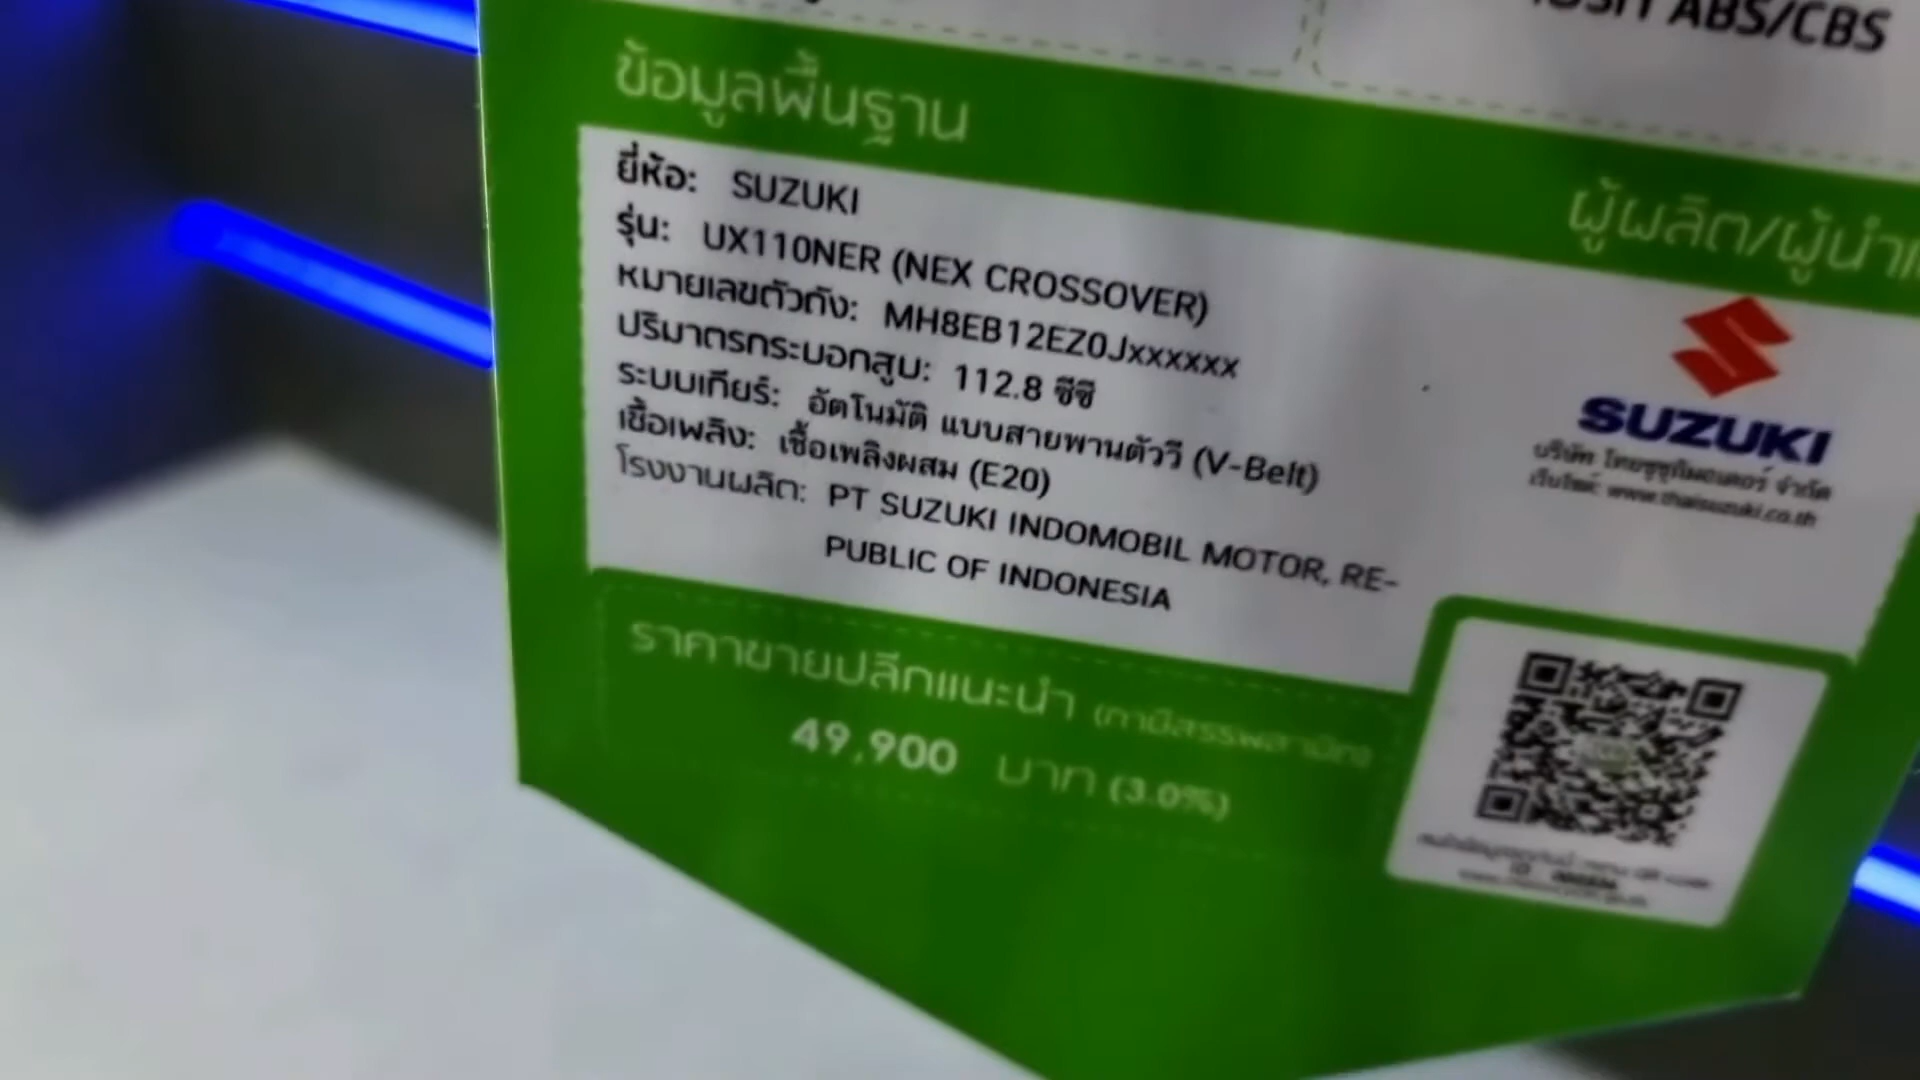 ABS/CBS
ข้อมูลพื้นฐาน
ยี่ห้อ: SUZUKI
รุ่น: UX110NER (NEX CROSSOVER)
หมายเลขตัวถัง: MH8EB12EZ0Jxxxxxx
ปริมาตรกระบอกสูบ: 112.8 ซีซี
ระบบเกียร์: อัตโนมัติ แบบสายพานตัววี (V-Belt)
เชื้อเพลิง: เชื้อเพลิงผสม (E20)
โรงงานผลิต: PT SUZUKI INDOMOBIL MOTOR, RE-
PUBLIC OF INDONESIA
ผู้ผลิต/ผู้นำเ
SUZUKI
บริษัท ไทยซูซูกิมอเตอร์ จำกัด
เว็บไซต์: www.thaisuzuki.co.th
ราคาขายปลีกแนะนำ (ภาษีสรรพสามิต)
49,900 บาท (3.0%)